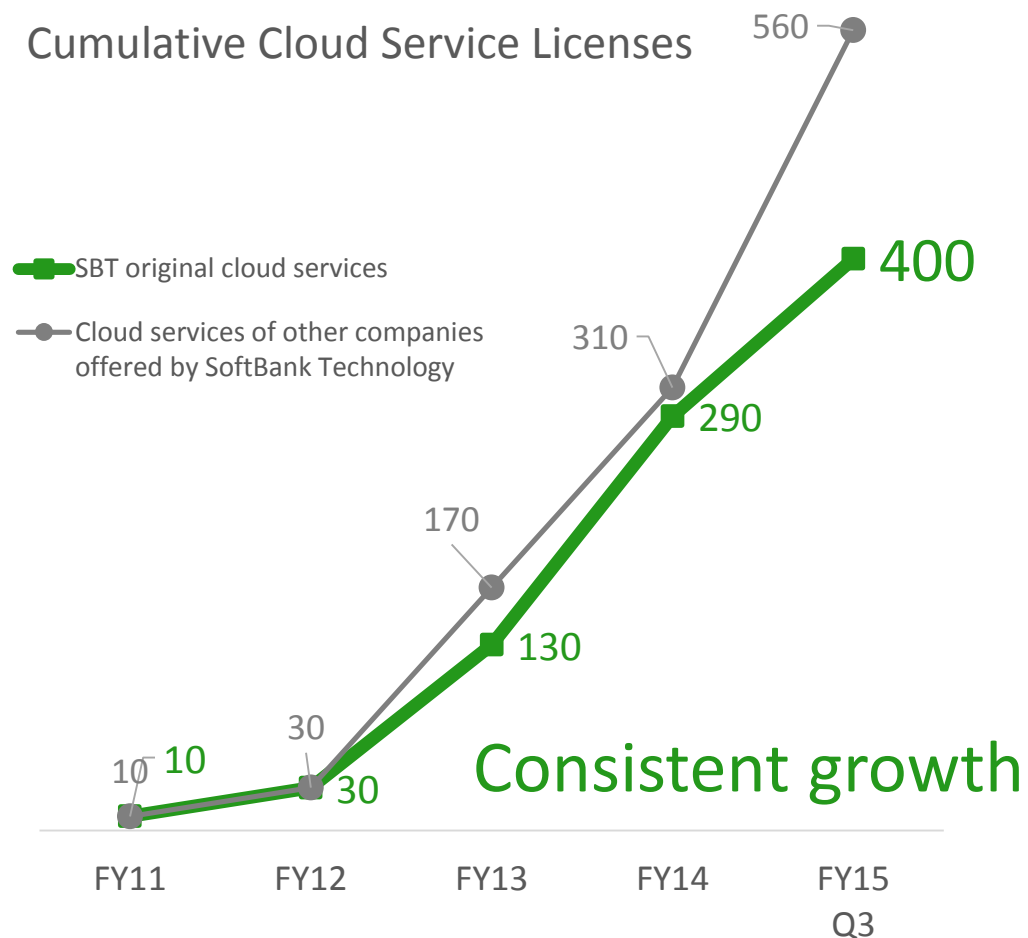 Cumulative Cloud Service Licenses
560
SBT original cloud services
400
Cloud services of other companies
offered by SoftBank Technology
310
290
170
130
30
10
10
30
Consistent growth
FY11
FY12
FY13
FY14
FY15
Q3